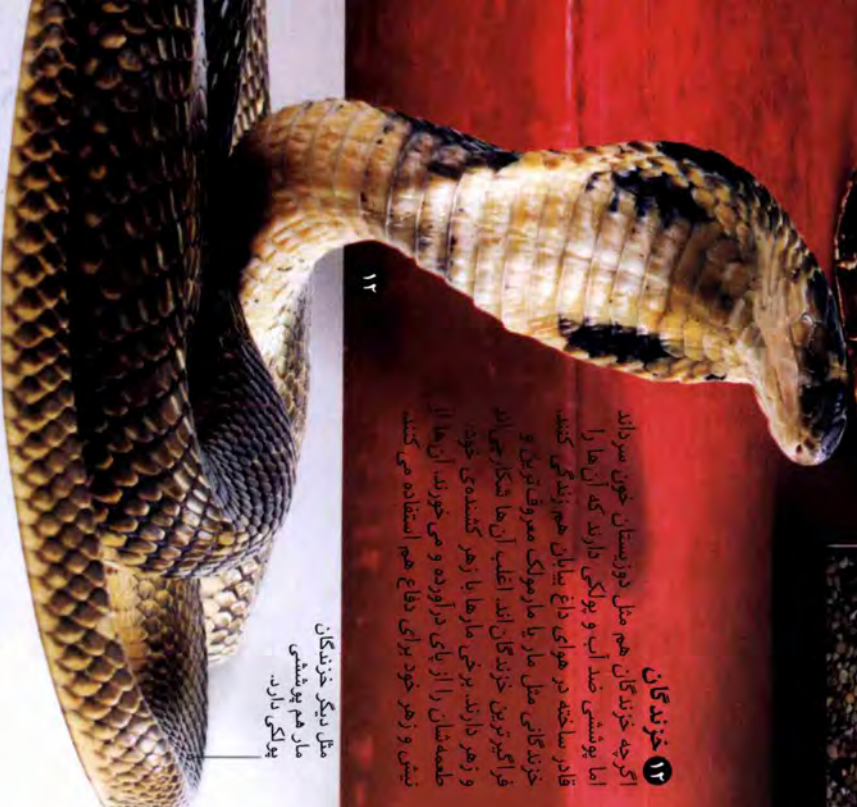 ۱۲ خزندگان
اگرچه خزندگان هم مثل دوزیستان خون سرداند
اما پوششی ضد آب و پولکی دارند که آن ها را
قادر ساخته در هوای داغ بیابان هم زندگی کنند.
خزندگانی مثل مار یا مارمولک معروف ترین و
فراگیرترین خزندگان اند. اغلب آن ها شکارچی اند
و زهر دارند. برخی مارها با زهر کشنده ی خود،
طعمه شان را از پای درآورده و می خورند. آن ها از
نیش و زهر خود برای دفاع هم استفاده می کنند.
مثل دیگر خزندگان
مار هم پوششی
پولکی دارد.
۱۲